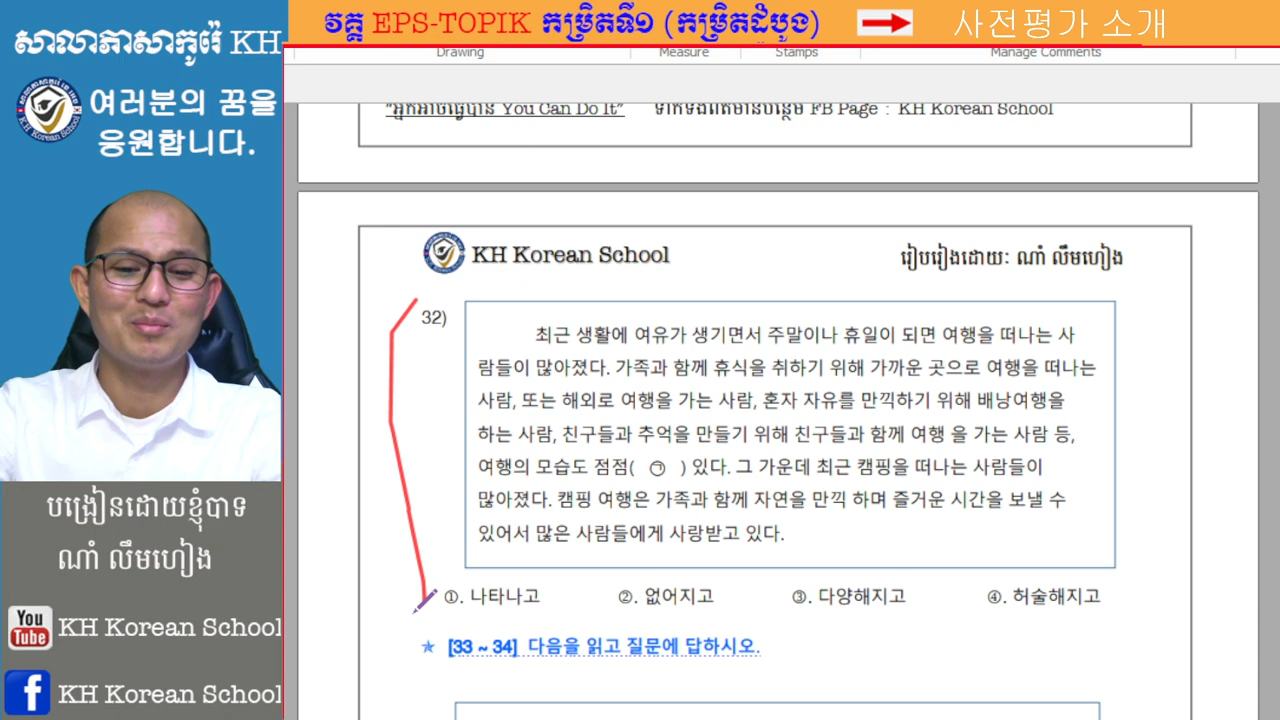 សាលាភាសាកូរ៉េ KH
여러분의 꿈을
응원합니다.
វគ្គ EPS-TOPIK កម្រិតទី១ (កម្រិតដំបូង)
사전평가 소개
Drawing Measure Stamps Manage Comments
"អ្នកអាចធ្វើបាន You Can Do It" ទាក់ទងព័ត៌មានបន្ថែម FB Page : KH Korean School
KH Korean School
រៀបរៀងដោយ: ណាំ លឹមហៀង
32)
최근 생활에 여유가 생기면서 주말이나 휴일이 되면 여행을 떠나는 사
람들이 많아졌다. 가족과 함께 휴식을 취하기 위해 가까운 곳으로 여행을 떠나는
사람, 또는 해외로 여행을 가는 사람, 혼자 자유를 만끽하기 위해 배낭여행을
하는 사람, 친구들과 추억을 만들기 위해 친구들과 함께 여행 을 가는 사람 등,
여행의 모습도 점점( ㉠ ) 있다. 그 가운데 최근 캠핑을 떠나는 사람들이
많아졌다. 캠핑 여행은 가족과 함께 자연을 만끽 하며 즐거운 시간을 보낼 수
있어서 많은 사람들에게 사랑받고 있다.
①. 나타나고 ②. 없어지고 ③. 다양해지고 ④. 허술해지고
★ [33 ~ 34] 다음을 읽고 질문에 답하시오.
បង្រៀនដោយខ្ញុំបាទ
ណាំ លឹមហៀង
You Tube KH Korean School
f KH Korean School